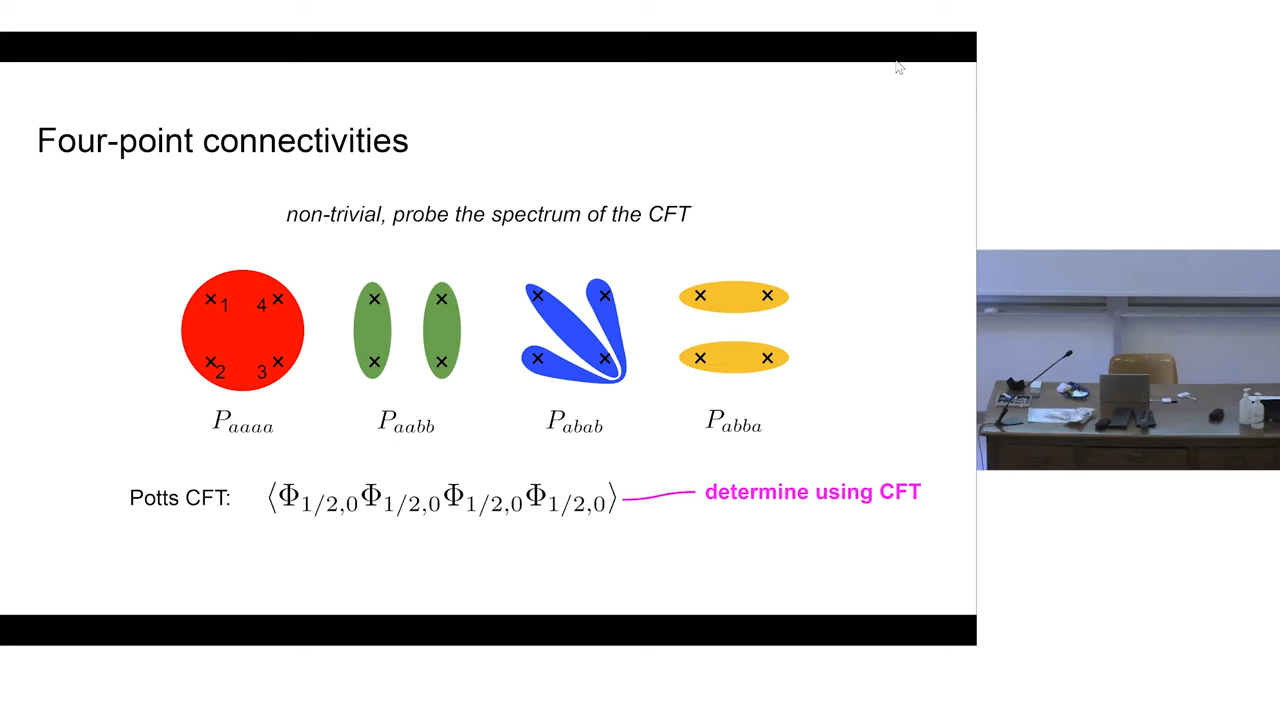 Four-point connectivities
non-trivial, probe the spectrum of the CFT
1 4
2 3
P_{aaaa} P_{aabb} P_{abab} P_{abba}
Potts CFT: ⟨Φ_{1/2,0}Φ_{1/2,0}Φ_{1/2,0}Φ_{1/2,0}⟩ determine using CFT